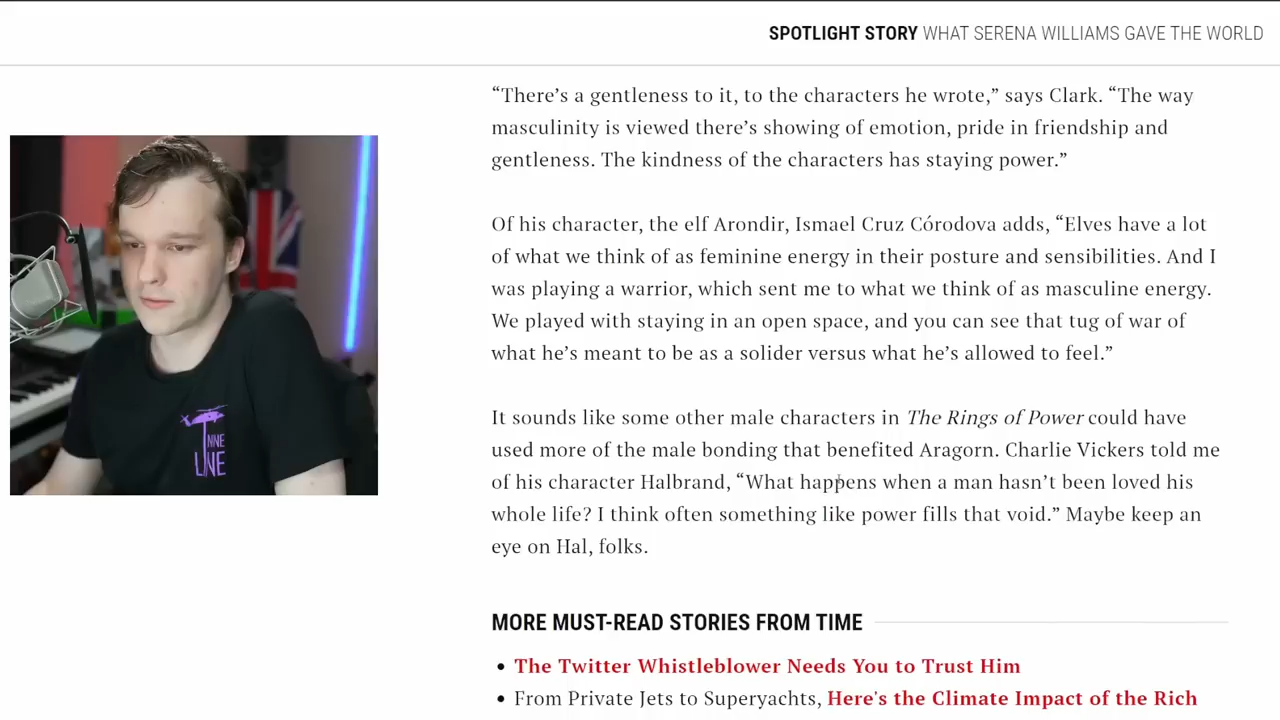 SPOTLIGHT STORY WHAT SERENA WILLIAMS GAVE THE WORLD
“There’s a gentleness to it, to the characters he wrote,” says Clark. “The way
masculinity is viewed there’s showing of emotion, pride in friendship and
gentleness. The kindness of the characters has staying power.”
Of his character, the elf Arondir, Ismael Cruz Córodova adds, “Elves have a lot
of what we think of as feminine energy in their posture and sensibilities. And I
was playing a warrior, which sent me to what we think of as masculine energy.
We played with staying in an open space, and you can see that tug of war of
what he’s meant to be as a solider versus what he’s allowed to feel.”
It sounds like some other male characters in The Rings of Power could have
used more of the male bonding that benefited Aragorn. Charlie Vickers told me
of his character Halbrand, “What happens when a man hasn’t been loved his
whole life? I think often something like power fills that void.” Maybe keep an
eye on Hal, folks.
MORE MUST-READ STORIES FROM TIME
• The Twitter Whistleblower Needs You to Trust Him
• From Private Jets to Superyachts, Here's the Climate Impact of the Rich